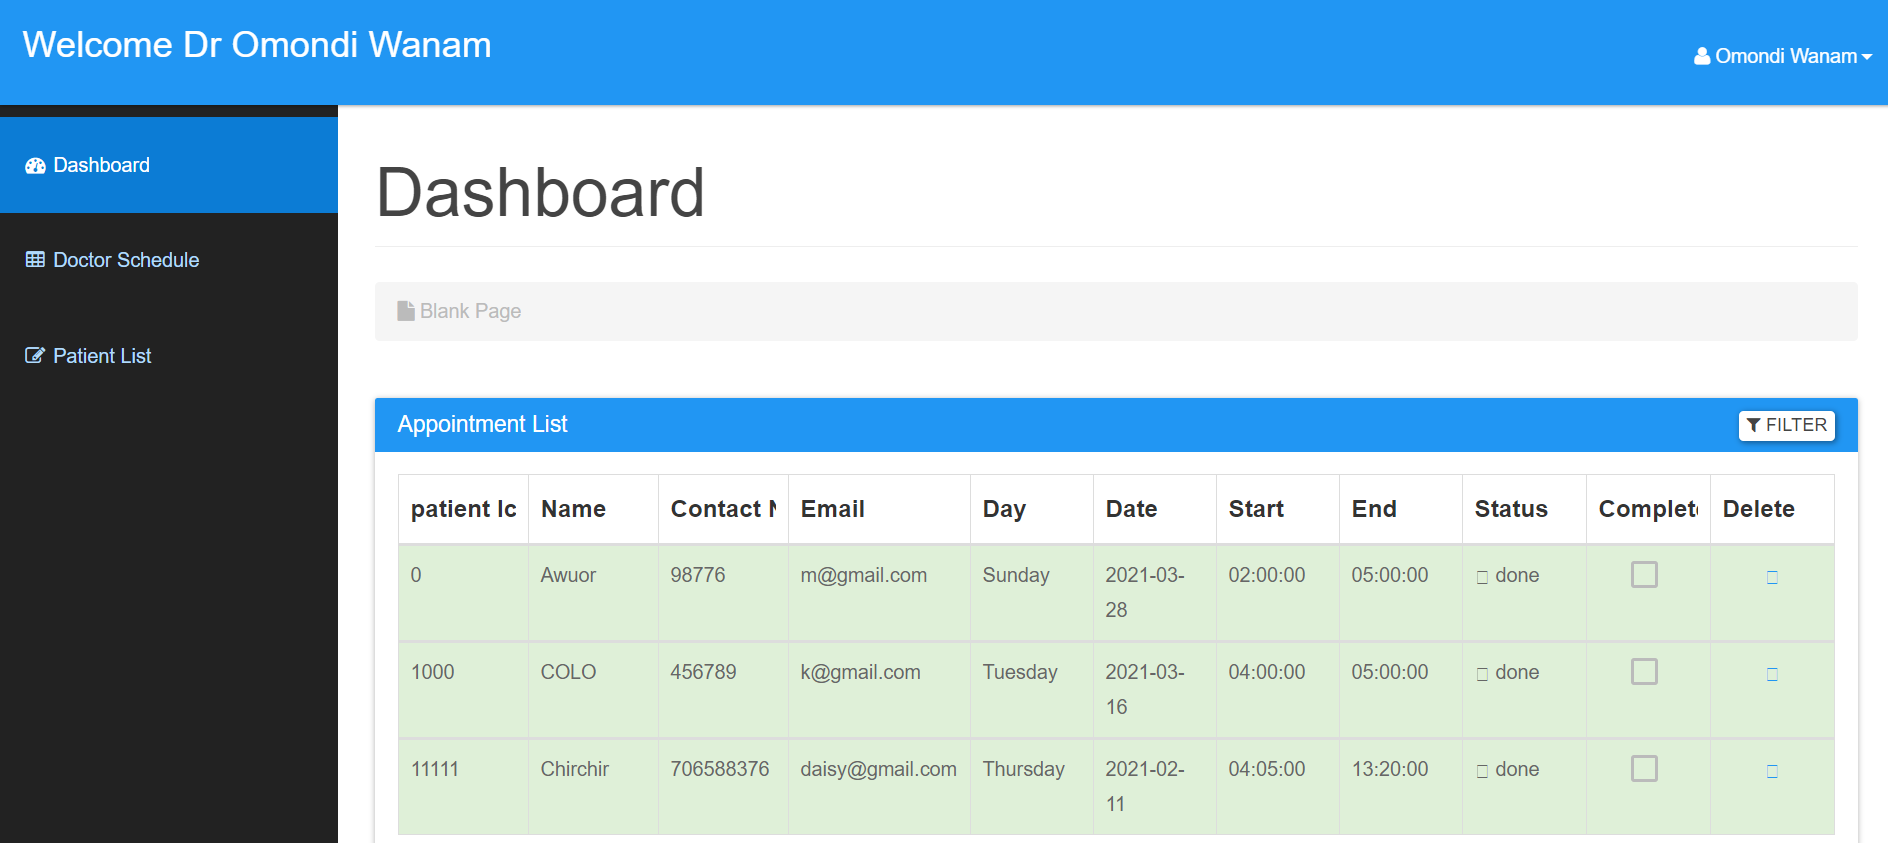 Welcome Dr Omondi Wanam
Omondi Wanam
Dashboard
Doctor Schedule
Patient List
Dashboard
Blank Page
Appointment List
FILTER
patient Ic Name Contact N Email Day Date Start End Status Complete Delete
0 Awuor 98776 m@gmail.com Sunday 2021-03-28 02:00:00 05:00:00 done
1000 COLO 456789 k@gmail.com Tuesday 2021-03-16 04:00:00 05:00:00 done
11111 Chirchir 706588376 daisy@gmail.com Thursday 2021-02-11 04:05:00 13:20:00 done